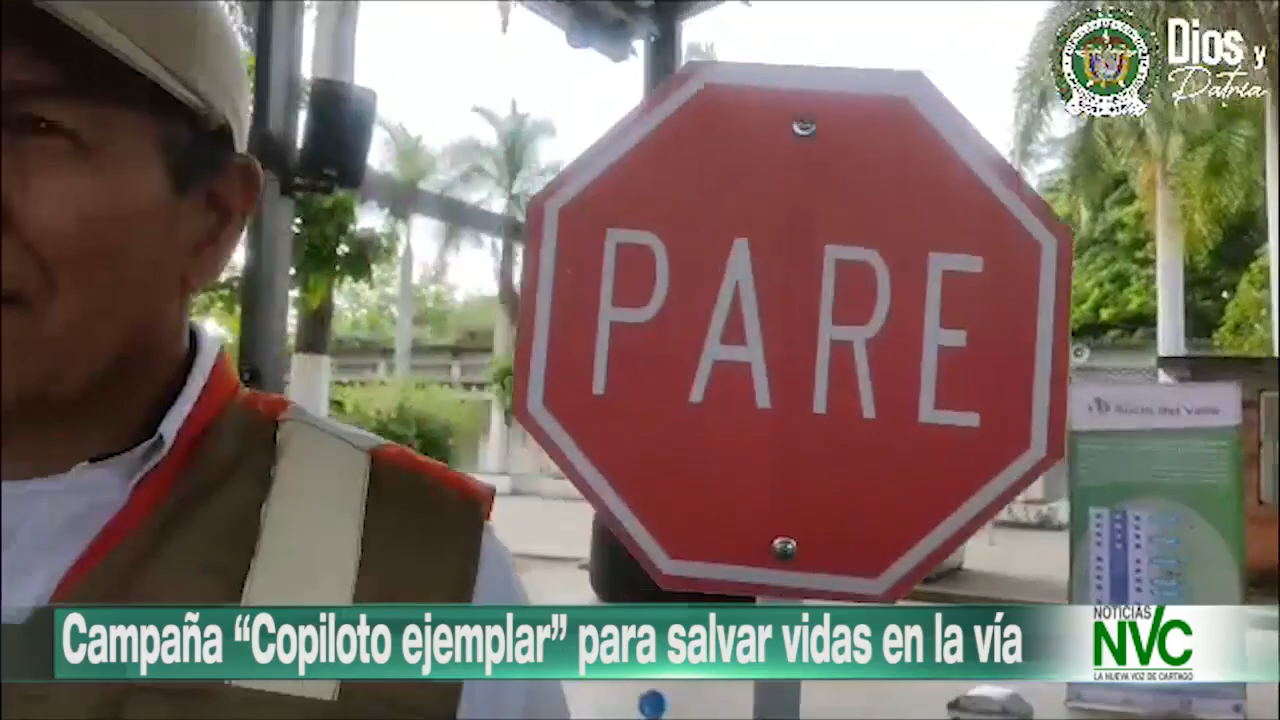 Dios y
Patria
PARE
Rutas del Valle
Campaña “Copiloto ejemplar” para salvar vidas en la vía
NOTICIAS
NVC
LA NUEVA VOZ DE CARTAGO